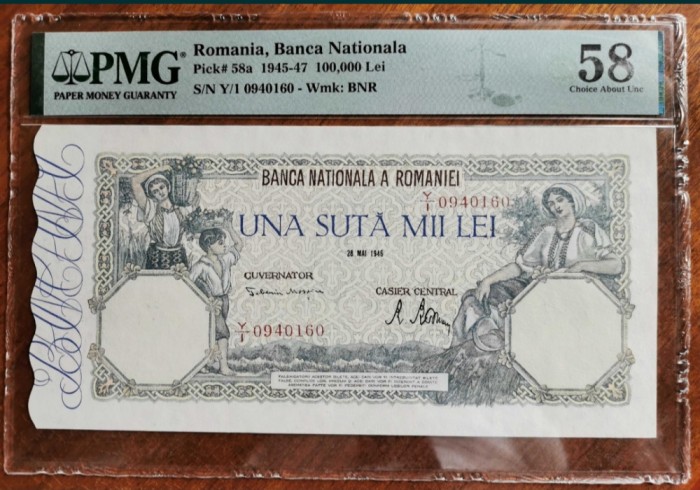 PMG®
PAPER MONEY GUARANTY
Romania, Banca Nationala
Pick# 58a 1945-47 100,000 Lei
S/N Y/1 0940160 - Wmk: BNR
58
Choice About Unc
BANCA NATIONALA A ROMANIEI
Y/1 0940160
UNA SUTĂ MII LEI
28 MAI 1946
GUVERNATOR
CASIER CENTRAL
Y/1 0940160